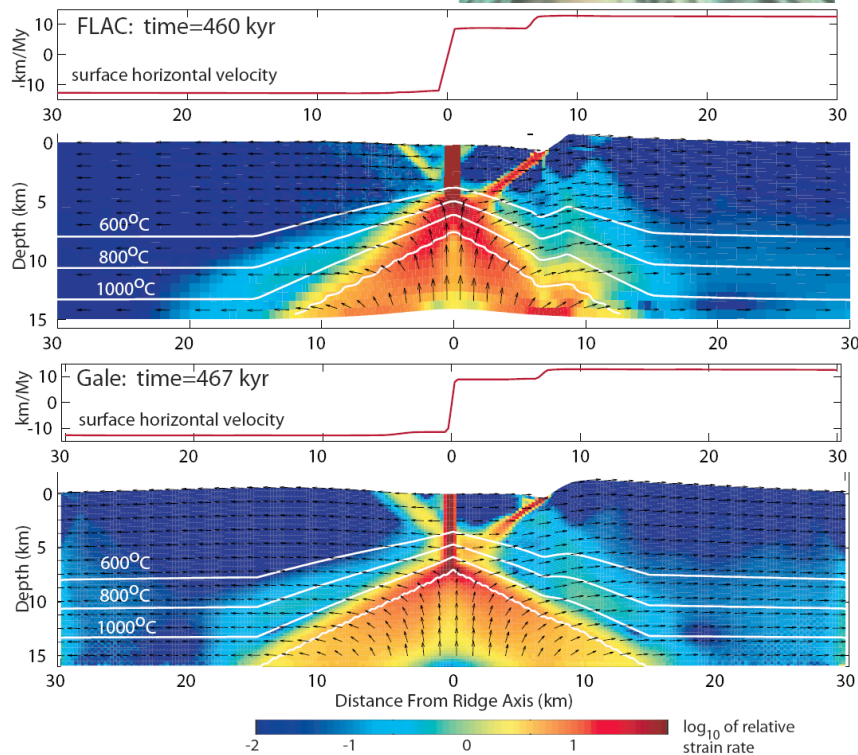 FLAC: time=460 kyr
surface horizontal velocity
-km/My
10
0
-10
30 20 10 0 10 20 30
Depth (km)
0
5
10
15
600°C
800°C
1000°C
30 20 10 0 10 20 30
Gale: time=467 kyr
surface horizontal velocity
km/My
10
0
-10
30 20 10 0 10 20 30
Depth (km)
0
5
10
15
600°C
800°C
1000°C
30 20 10 0 10 20 30
Distance From Ridge Axis (km)
-2 -1 0 1
log10 of relative
strain rate